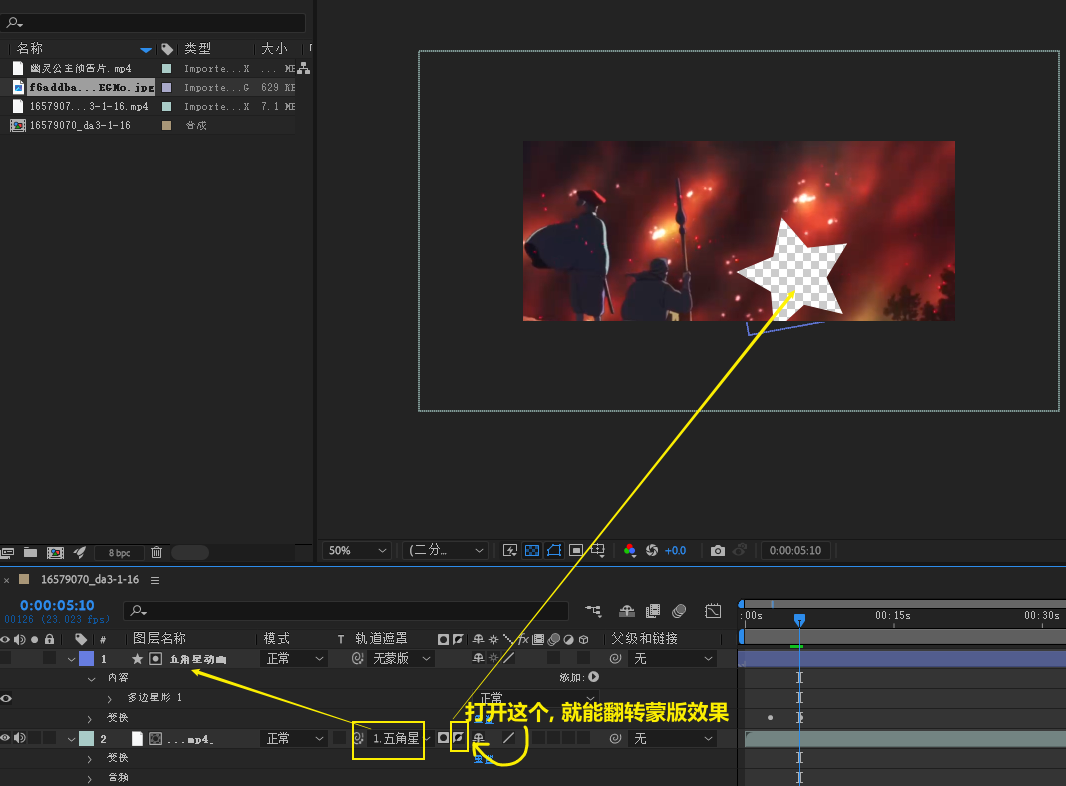 名称 类型 大小
幽灵公主预告片.mp4 Importe...X ... ME
f6addba...EGMo.jpg Importe...G 629 KE
1657907...3-1-16.mp4 Importe...X 7.1 ME
16579070_da3-1-16 合成
8 bpc
50% (二分... +0.0 0:00:05:10
× 16579070_da3-1-16
0:00:05:10
00126 (23.023 fps)
:00s 00:15s 00:30s
# 图层名称 模式 T 轨道遮罩 fx 父级和链接
1 五角星动画 正常 无蒙版 无
内容 添加:
多边星形 1 正常
变换
打开这个, 就能翻转蒙版效果
2 ...mp4 正常 1.五角星 无
变换 重置
音频